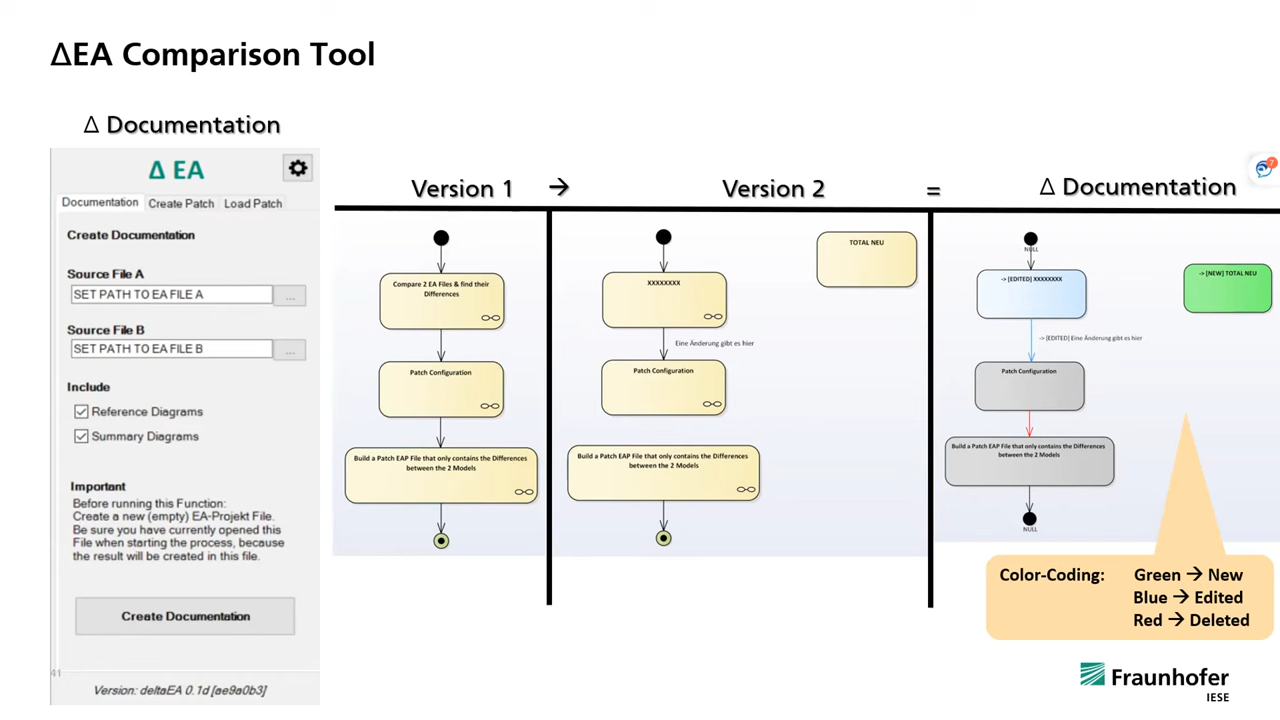 ΔEA Comparison Tool
Δ Documentation
Δ EA
Documentation
Create Patch
Load Patch
Create Documentation
Source File A
SET PATH TO EA FILE A
...
Source File B
SET PATH TO EA FILE B
...
Include
Reference Diagrams
Summary Diagrams
Important
Before running this Function:
Create a new (empty) EA-Projekt File.
Be sure you have currently opened this
File when starting the process, because
the result will be created in this file.
Create Documentation
41
Version: deltaEA 0.1d [ae9a0b3]
Version 1
→
Version 2
=
Δ Documentation
7
Compare 2 EA Files & find their
Differences
Patch Configuration
Build a Patch EAP File that only contains the Differences
between the 2 Models
XXXXXXXX
TOTAL NEU
Eine Änderung gibt es hier
Patch Configuration
Build a Patch EAP File that only contains the Differences
between the 2 Models
NULL
-> [EDITED] XXXXXXXX
-> [NEW] TOTAL NEU
-> [EDITED] Eine Änderung gibt es hier
Patch Configuration
Build a Patch EAP File that only contains the Differences
between the 2 Models
NULL
Color-Coding: Green → New
Blue → Edited
Red → Deleted
Fraunhofer
IESE